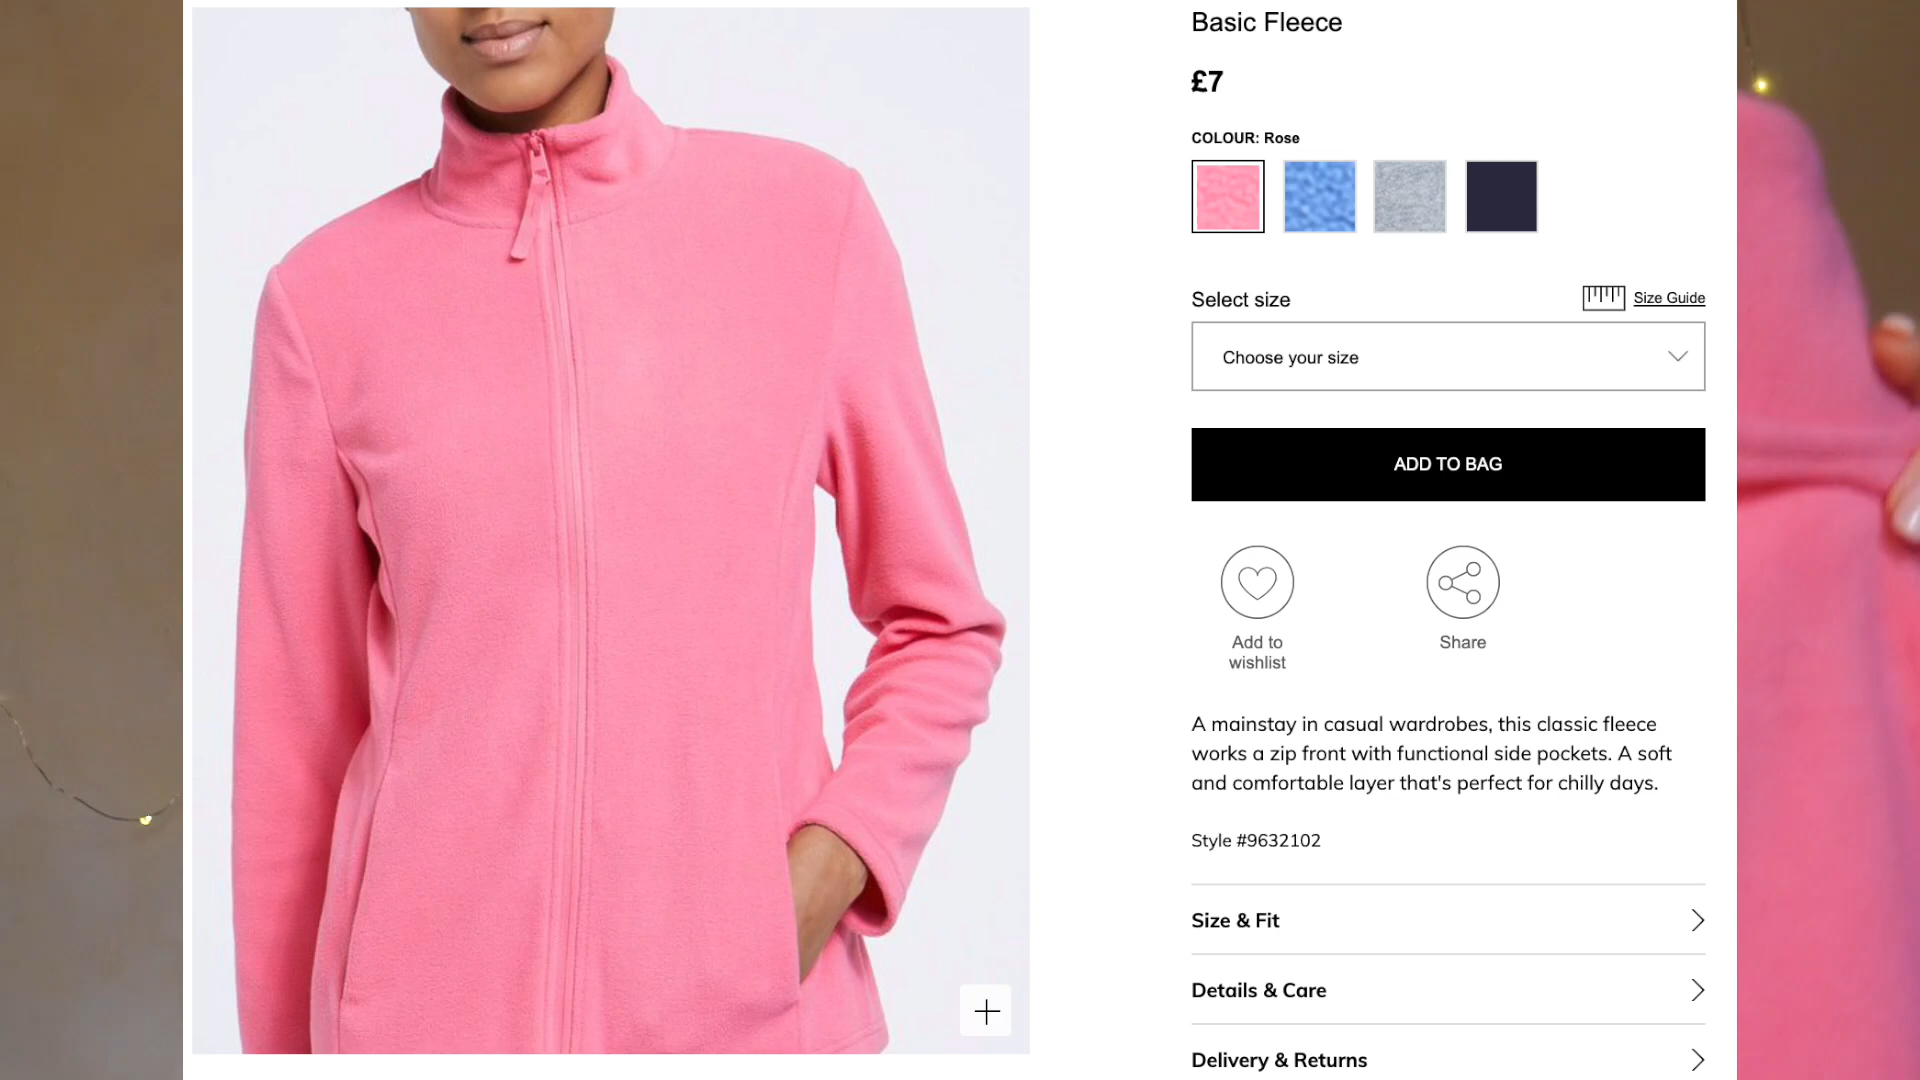 Basic Fleece
£7
COLOUR: Rose
Select size
Size Guide
Choose your size
ADD TO BAG
Add to
wishlist
Share
A mainstay in casual wardrobes, this classic fleece
works a zip front with functional side pockets. A soft
and comfortable layer that's perfect for chilly days.
Style #9632102
Size & Fit
Details & Care
Delivery & Returns